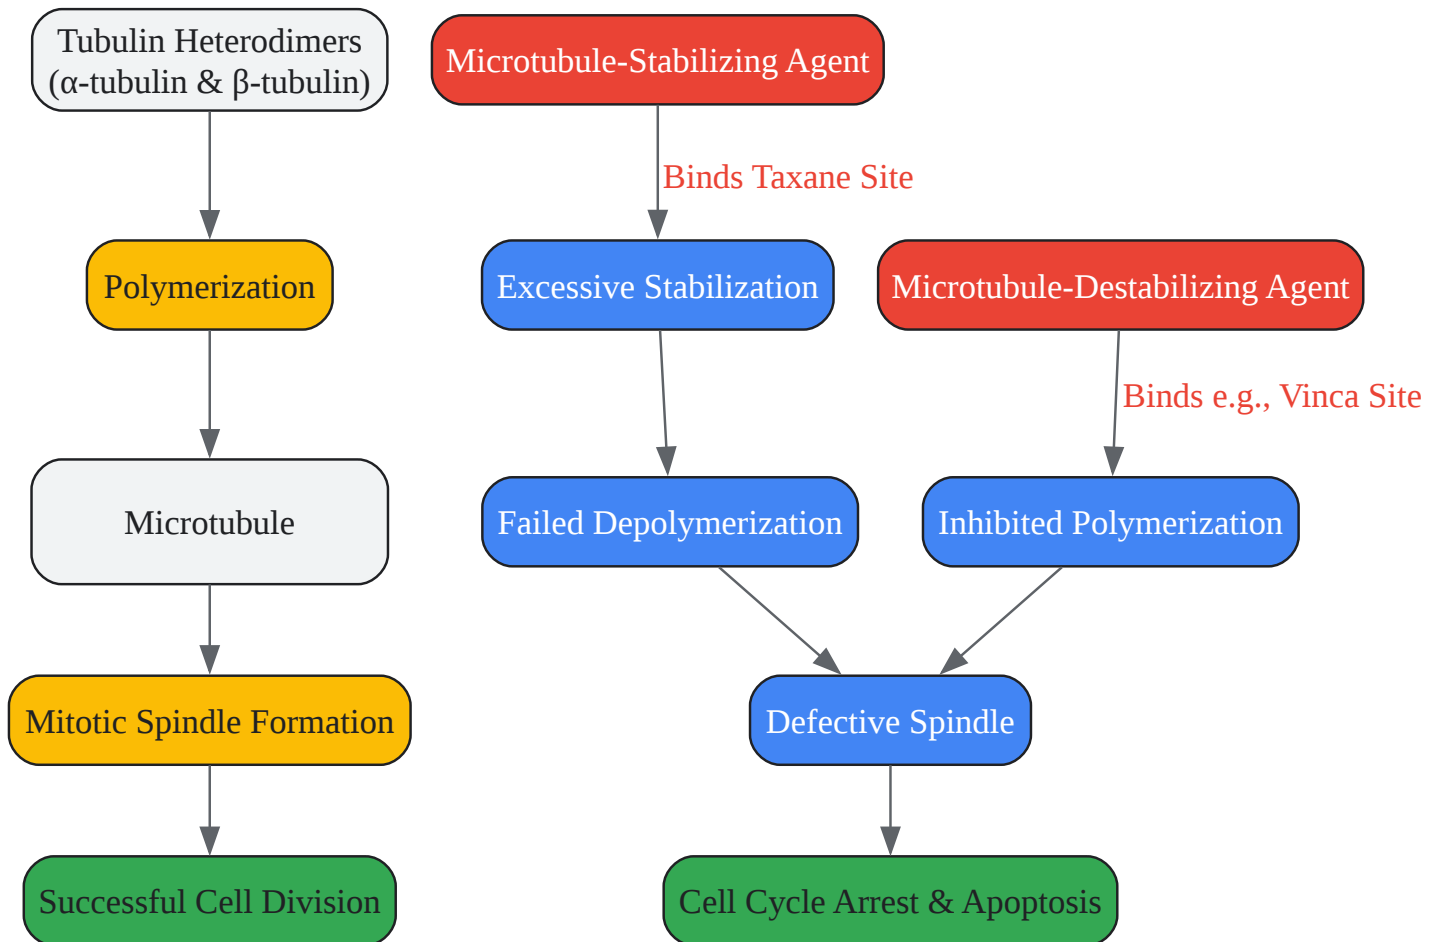 Tubulin Heterodimers
(α-tubulin & β-tubulin)
Microtubule-Stabilizing Agent
Binds Taxane Site
Polymerization
Excessive Stabilization
Microtubule-Destabilizing Agent
Binds e.g., Vinca Site
Microtubule
Failed Depolymerization
Inhibited Polymerization
Mitotic Spindle Formation
Defective Spindle
Successful Cell Division
Cell Cycle Arrest & Apoptosis